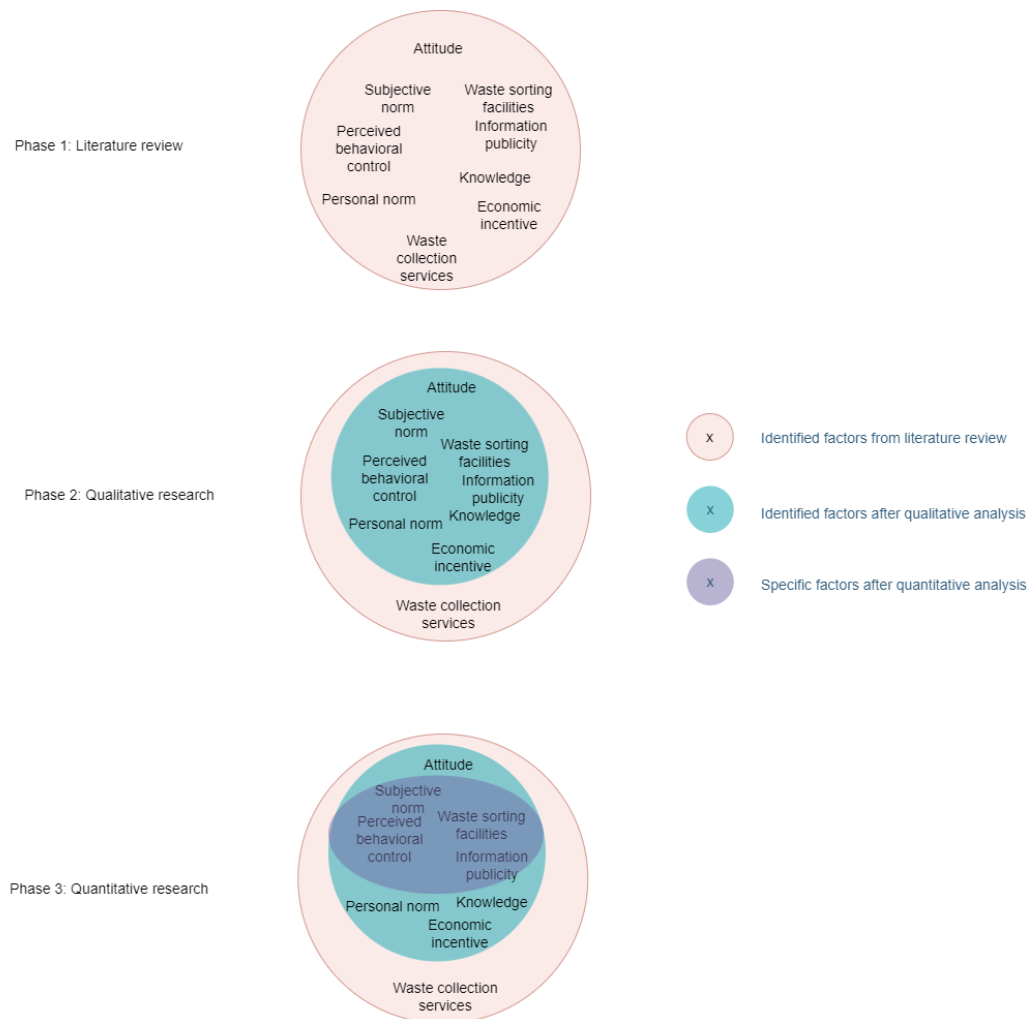 Attitude
Subjective
norm
Waste sorting
facilities
Information
publicity
Perceived
behavioral
control
Phase 1: Literature review
Knowledge
Personal norm
Economic
incentive
Waste
collection
services
Attitude
Subjective
norm
Waste sorting
facilities
Perceived
behavioral
control
Information
publicity
Phase 2: Qualitative research
Knowledge
Personal norm
Economic
incentive
Waste collection
services
x
Identified factors from literature review
x
Identified factors after qualitative analysis
x
Specific factors after quantitative analysis
Attitude
Subjective
norm
Waste sorting
facilities
Perceived
behavioral
control
Information
publicity
Phase 3: Quantitative research
Personal norm
Knowledge
Economic
incentive
Waste collection
services